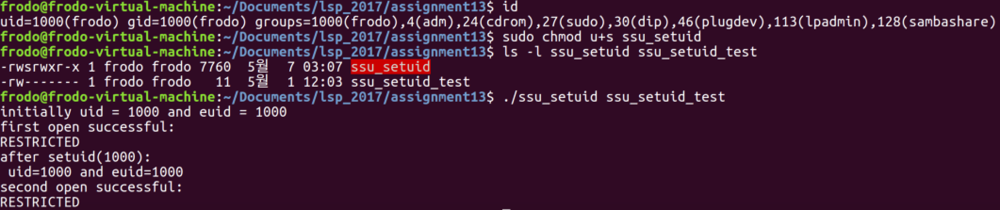 frodo@frodo-virtual-machine:~/Documents/lsp_2017/assignment13$ id
uid=1000(frodo) gid=1000(frodo) groups=1000(frodo),4(adm),24(cdrom),27(sudo),30(dip),46(plugdev),113(lpadmin),128(sambashare)
frodo@frodo-virtual-machine:~/Documents/lsp_2017/assignment13$ sudo chmod u+s ssu_setuid
frodo@frodo-virtual-machine:~/Documents/lsp_2017/assignment13$ ls -l ssu_setuid ssu_setuid_test
-rwsrwxr-x 1 frodo frodo 7760  5월   7 03:07 ssu_setuid
-rw------- 1 frodo frodo   11  5월   1 12:03 ssu_setuid_test
frodo@frodo-virtual-machine:~/Documents/lsp_2017/assignment13$ ./ssu_setuid ssu_setuid_test
initially uid = 1000 and euid = 1000
first open successful:
RESTRICTED
after setuid(1000):
 uid=1000 and euid=1000
second open successful:
RESTRICTED